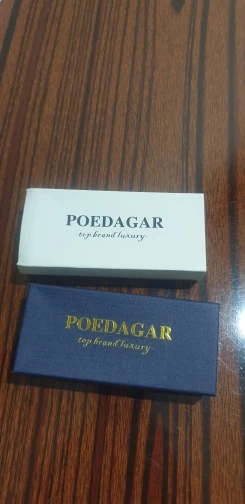 POEDAGAR
-top brand luxury-
POEDAGAR
top brand luxury-